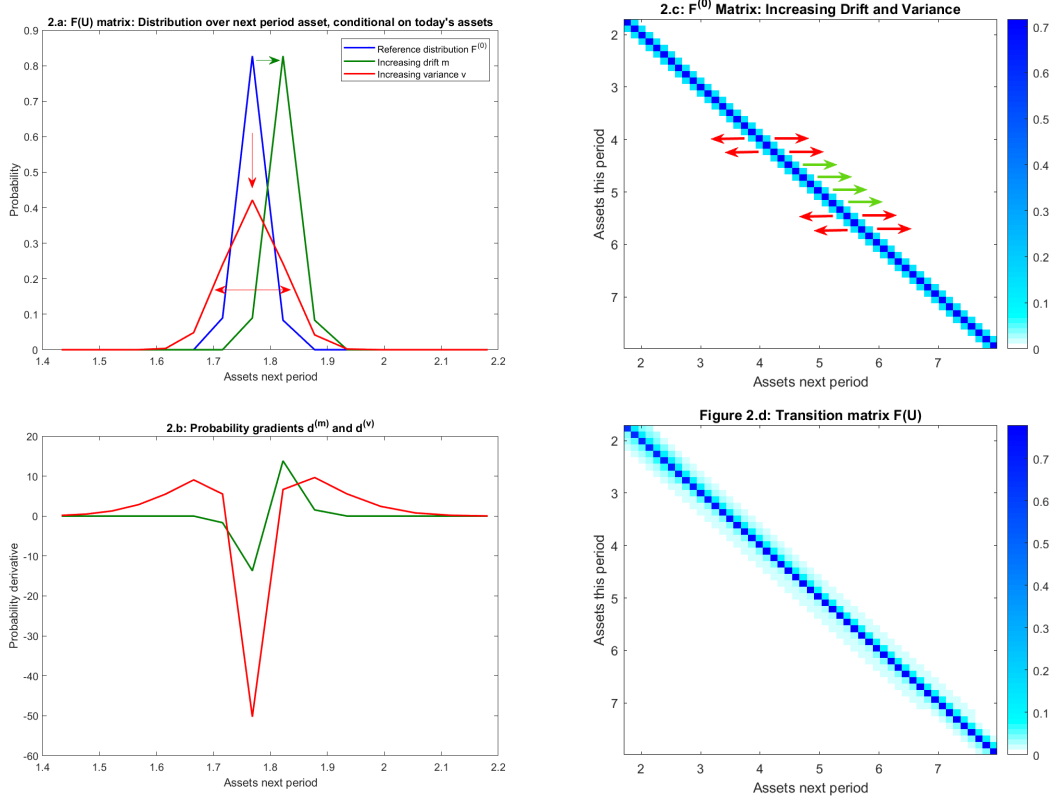 2.a: F(U) matrix: Distribution over next period asset, conditional on today's assets
0.9
0.8
0.7
0.6
0.5
0.4
0.3
0.2
0.1
0
Probability
Reference distribution F^(0)
Increasing drift m
Increasing variance v
1.4 1.5 1.6 1.7 1.8 1.9 2 2.1 2.2
Assets next period
2.c: F^(0) Matrix: Increasing Drift and Variance
2
3
4
5
6
7
Assets this period
2 3 4 5 6 7
Assets next period
0.7
0.6
0.5
0.4
0.3
0.2
0.1
0
2.b: Probability gradients d^(m) and d^(v)
20
10
0
-10
-20
-30
-40
-50
-60
Probability derivative
1.4 1.5 1.6 1.7 1.8 1.9 2 2.1 2.2
Assets next period
Figure 2.d: Transition matrix F(U)
2
3
4
5
6
7
Assets this period
2 3 4 5 6 7
Assets next period
0.7
0.6
0.5
0.4
0.3
0.2
0.1
0